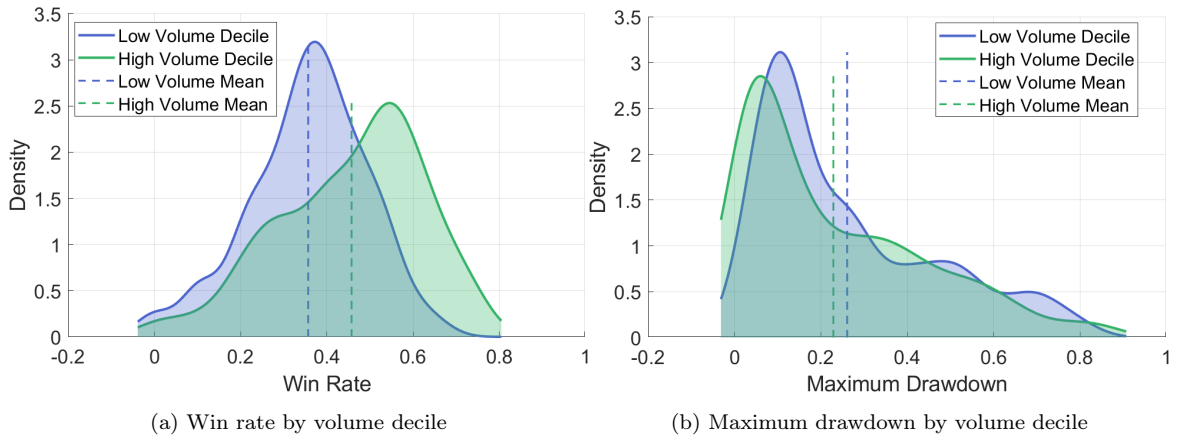 3.5
3
2.5
2
1.5
1
0.5
0
-0.2
0
0.2
0.4
0.6
0.8
1
Density
Win Rate
Low Volume Decile
High Volume Decile
Low Volume Mean
High Volume Mean
(a) Win rate by volume decile
3.5
3
2.5
2
1.5
1
0.5
0
-0.2
0
0.2
0.4
0.6
0.8
1
Density
Maximum Drawdown
Low Volume Decile
High Volume Decile
Low Volume Mean
High Volume Mean
(b) Maximum drawdown by volume decile